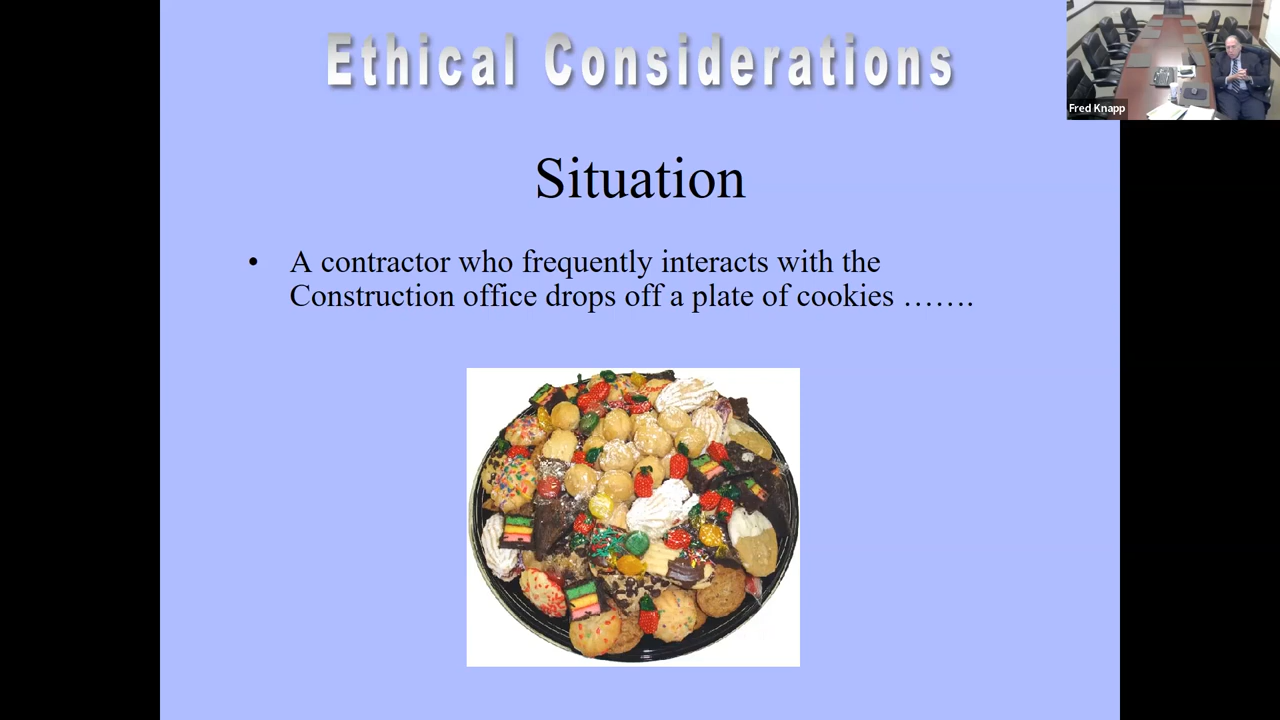 Ethical Considerations
Fred Knapp
Situation
• A contractor who frequently interacts with the
Construction office drops off a plate of cookies …….